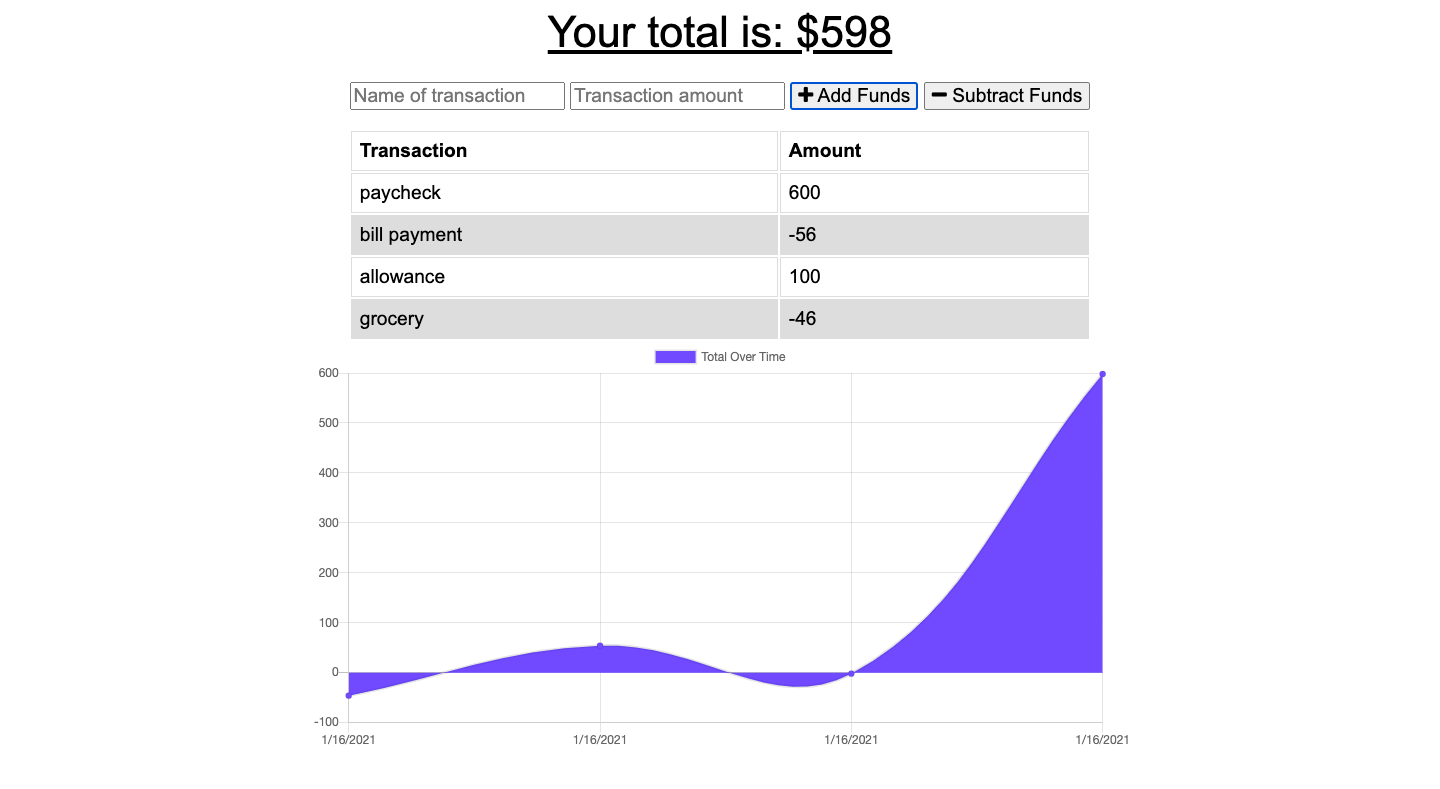 Your total is: $598
Name of transaction Transaction amount Add Funds Subtract Funds
Transaction Amount
paycheck 600
bill payment -56
allowance 100
grocery -46
Total Over Time
600
500
400
300
200
100
0
-100
1/16/2021 1/16/2021 1/16/2021 1/16/2021